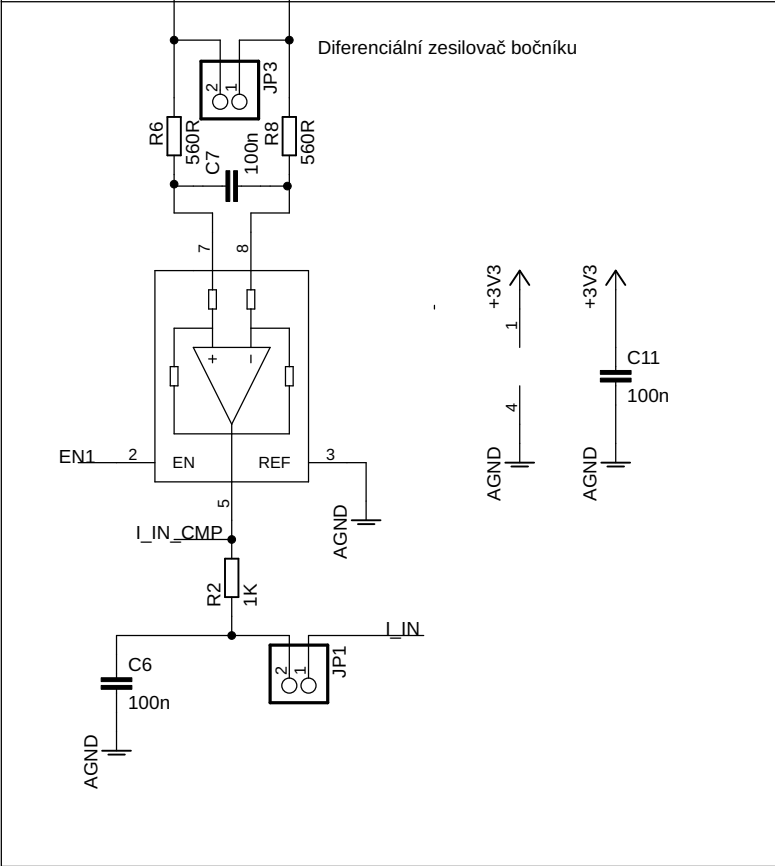 Diferenciální zesilovač bočníku
2
1
JP3
R6
560R
C7
100n
R8
560R
7
8
+
−
EN1
2
EN
REF
3
5
AGND
I_IN_CMP
R2
1K
I_IN
2
1
JP1
C6
100n
AGND
+3V3
1
4
AGND
+3V3
C11
100n
AGND